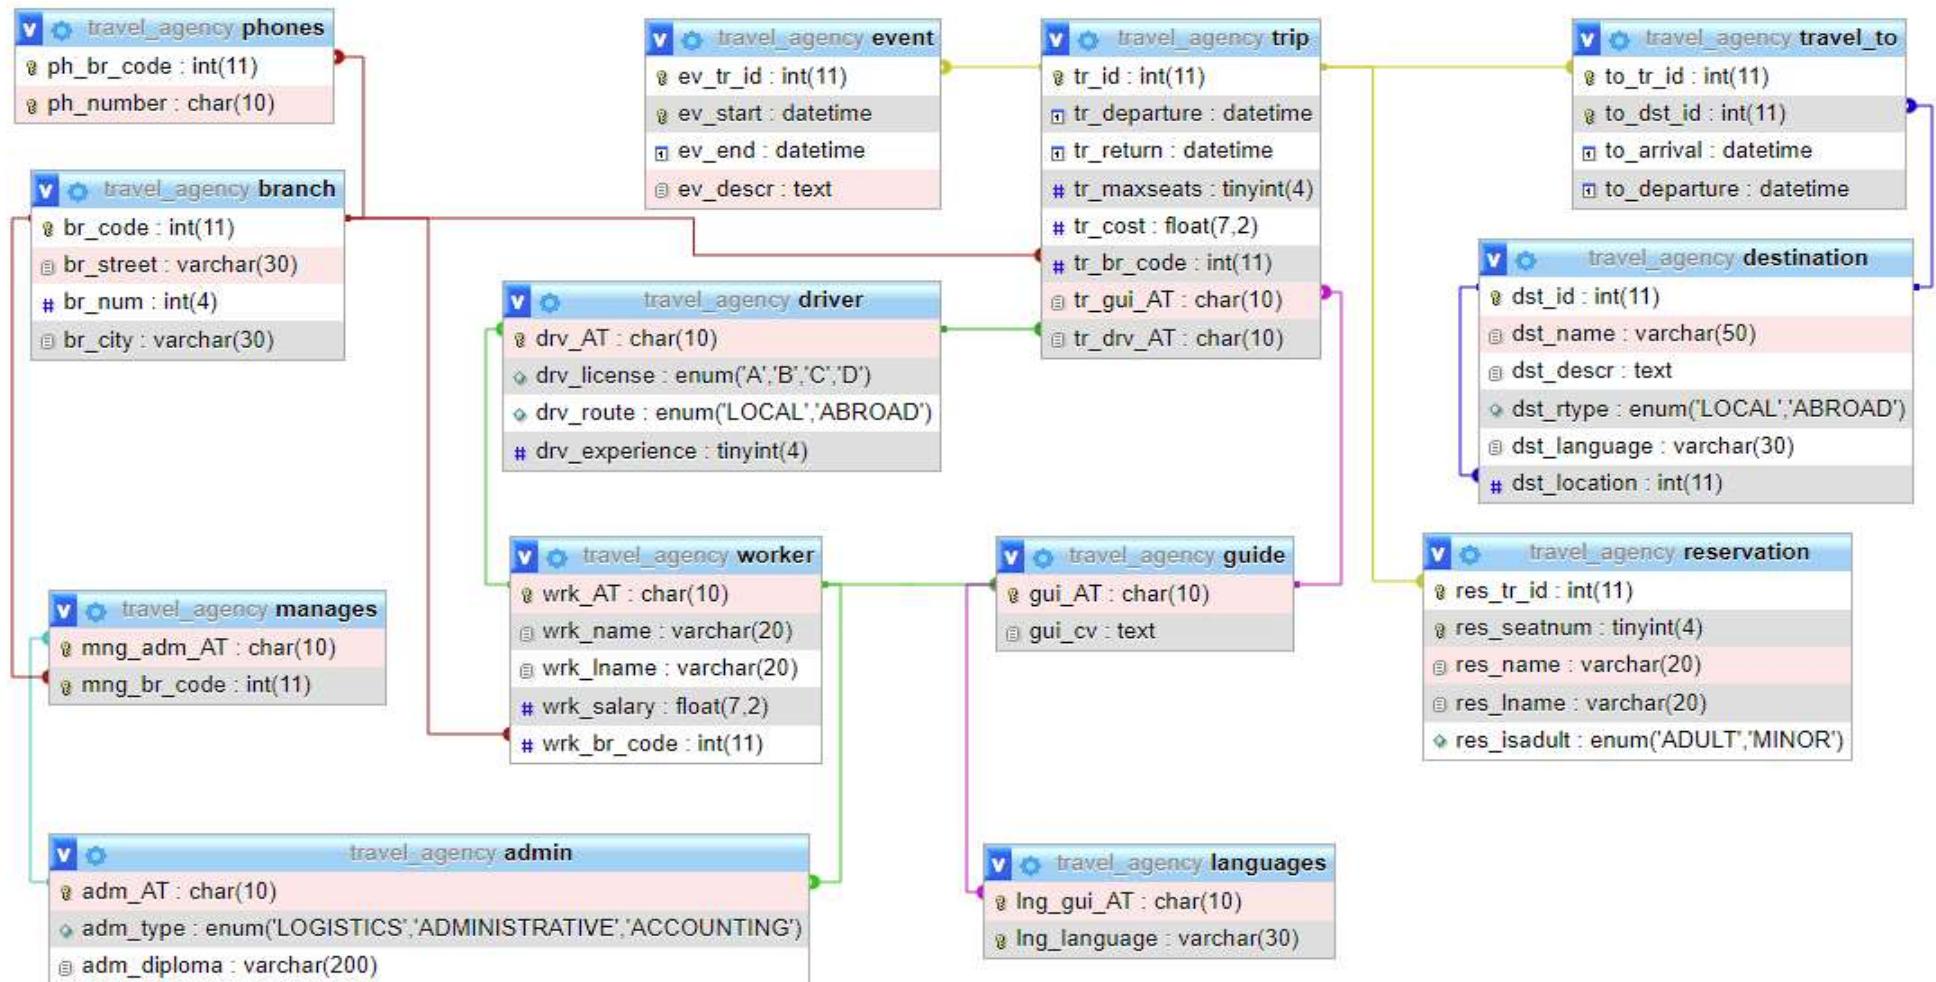 travel_agency phones
ph_br_code : int(11)
ph_number : char(10)
travel_agency branch
br_code : int(11)
br_street : varchar(30)
br_num : int(4)
br_city : varchar(30)
travel_agency event
ev_tr_id : int(11)
ev_start : datetime
ev_end : datetime
ev_descr : text
travel_agency trip
tr_id : int(11)
tr_departure : datetime
tr_return : datetime
tr_maxseats : tinyint(4)
tr_cost : float(7,2)
tr_br_code : int(11)
tr_gui_AT : char(10)
tr_drv_AT : char(10)
travel_agency travel_to
to_tr_id : int(11)
to_dst_id : int(11)
to_arrival : datetime
to_departure : datetime
travel_agency destination
dst_id : int(11)
dst_name : varchar(50)
dst_descr : text
dst_rtype : enum('LOCAL','ABROAD')
dst_language : varchar(30)
dst_location : int(11)
travel_agency driver
drv_AT : char(10)
drv_license : enum('A','B','C','D')
drv_route : enum('LOCAL','ABROAD')
drv_experience : tinyint(4)
travel_agency manages
mng_adm_AT : char(10)
mng_br_code : int(11)
travel_agency worker
wrk_AT : char(10)
wrk_name : varchar(20)
wrk_lname : varchar(20)
wrk_salary : float(7,2)
wrk_br_code : int(11)
travel_agency guide
gui_AT : char(10)
gui_cv : text
travel_agency reservation
res_tr_id : int(11)
res_seatnum : tinyint(4)
res_name : varchar(20)
res_lname : varchar(20)
res_isadult : enum('ADULT','MINOR')
travel_agency admin
adm_AT : char(10)
adm_type : enum('LOGISTICS','ADMINISTRATIVE','ACCOUNTING')
adm_diploma : varchar(200)
travel_agency languages
lng_gui_AT : char(10)
lng_language : varchar(30)